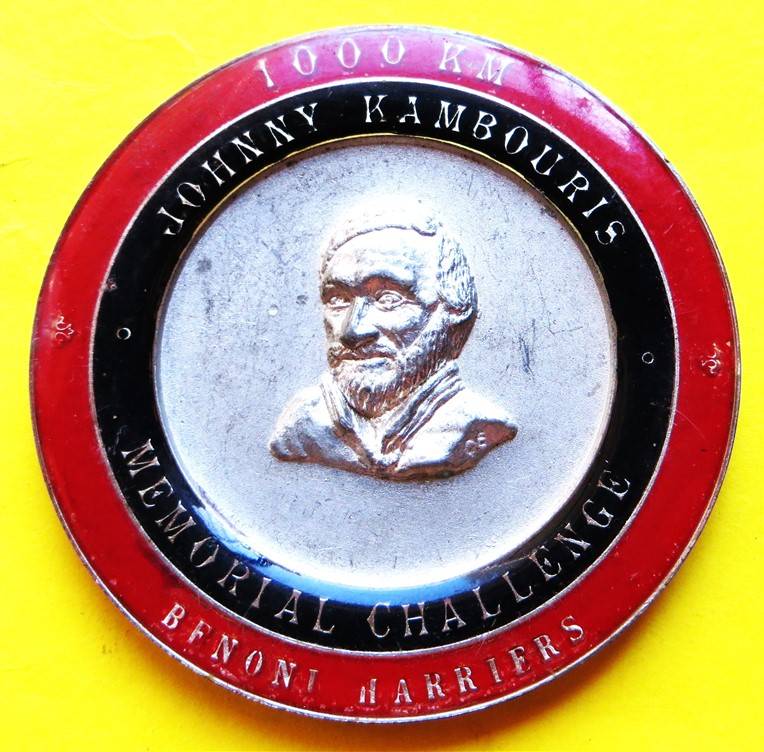 1000 KM
JOHNNY KAMBOURIS
MEMORIAL CHALLENGE
BENONI HARRIERS